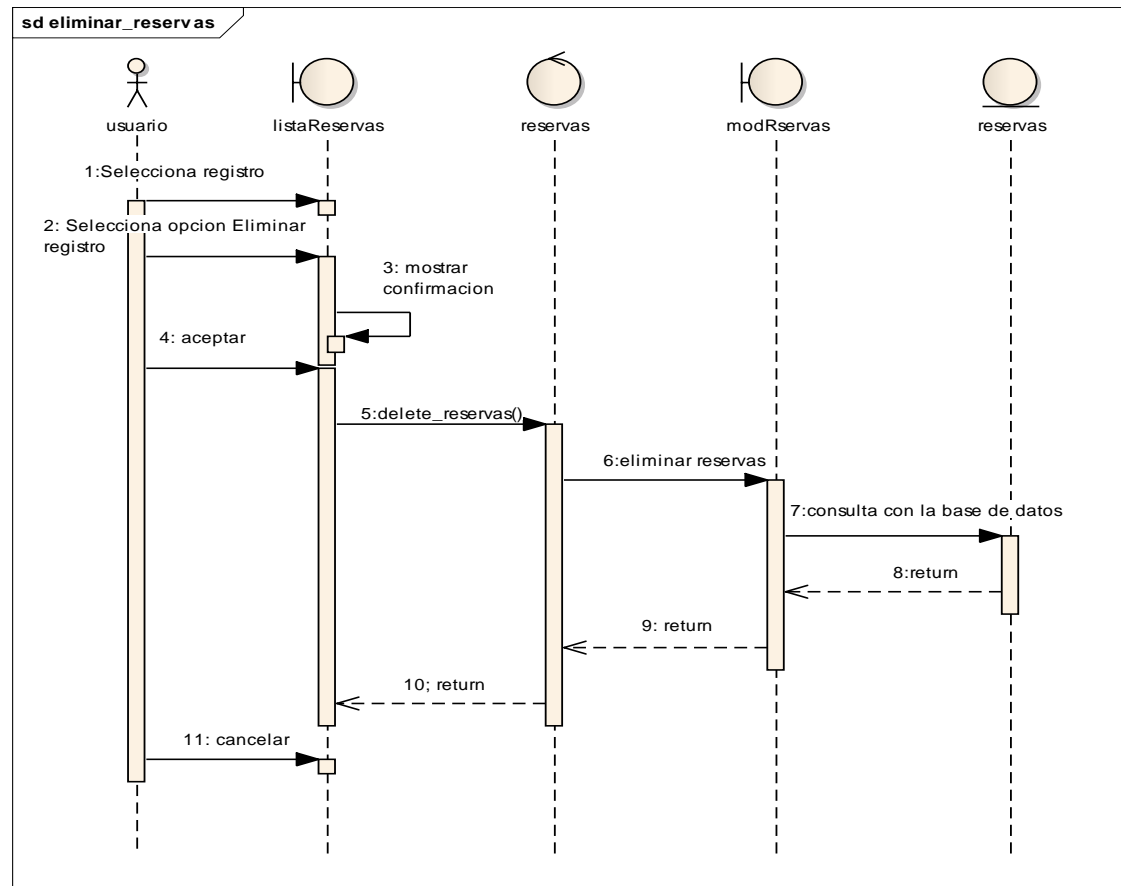 sd eliminar_reservas
usuario
listaReservas
reservas
modRservas
reservas
1:Selecciona registro
2: Selecciona opcion Eliminar
registro
3: mostrar
confirmacion
4: aceptar
5:delete_reservas()
6:eliminar reservas
7:consulta con la base de datos
8:return
9: return
10; return
11: cancelar